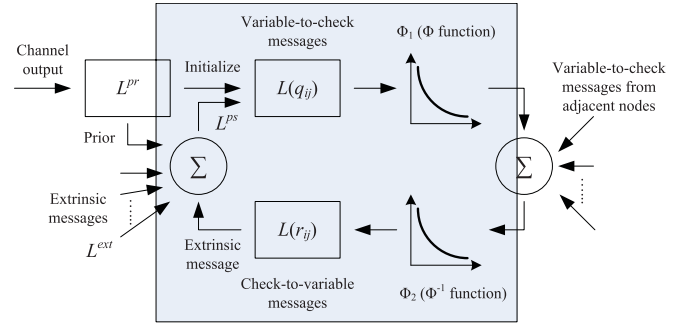 Variable-to-check
messages
Φ₁ (Φ function)
Channel
output
L^pr
Initialize
L(q_ij)
L^ps
Variable-to-check
messages from
adjacent nodes
Prior
Σ
Σ
Extrinsic
messages
L^ext
Extrinsic
message
L(r_ij)
Check-to-variable
messages
Φ₂ (Φ⁻¹ function)